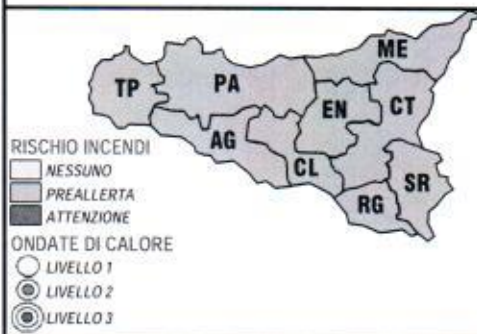 ME
TP
PA
EN
CT
AG
CL
SR
RG
RISCHIO INCENDI
NESSUNO
PREALLERTA
ATTENZIONE
ONDATE DI CALORE
LIVELLO 1
LIVELLO 2
LIVELLO 3